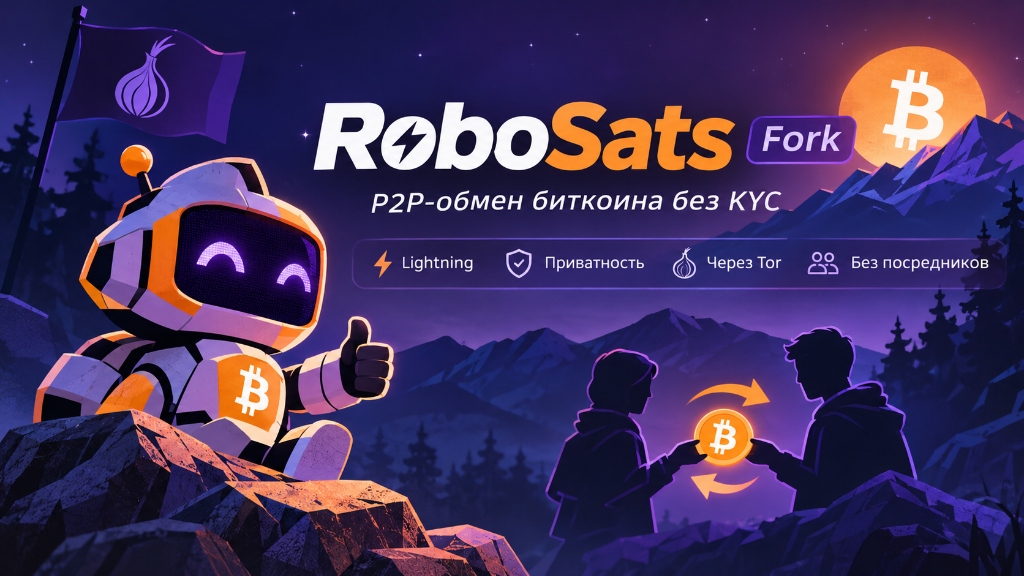 RoboSats Fork
P2P-обмен биткоина без KYC
Lightning Приватность Через Tor Без посредников